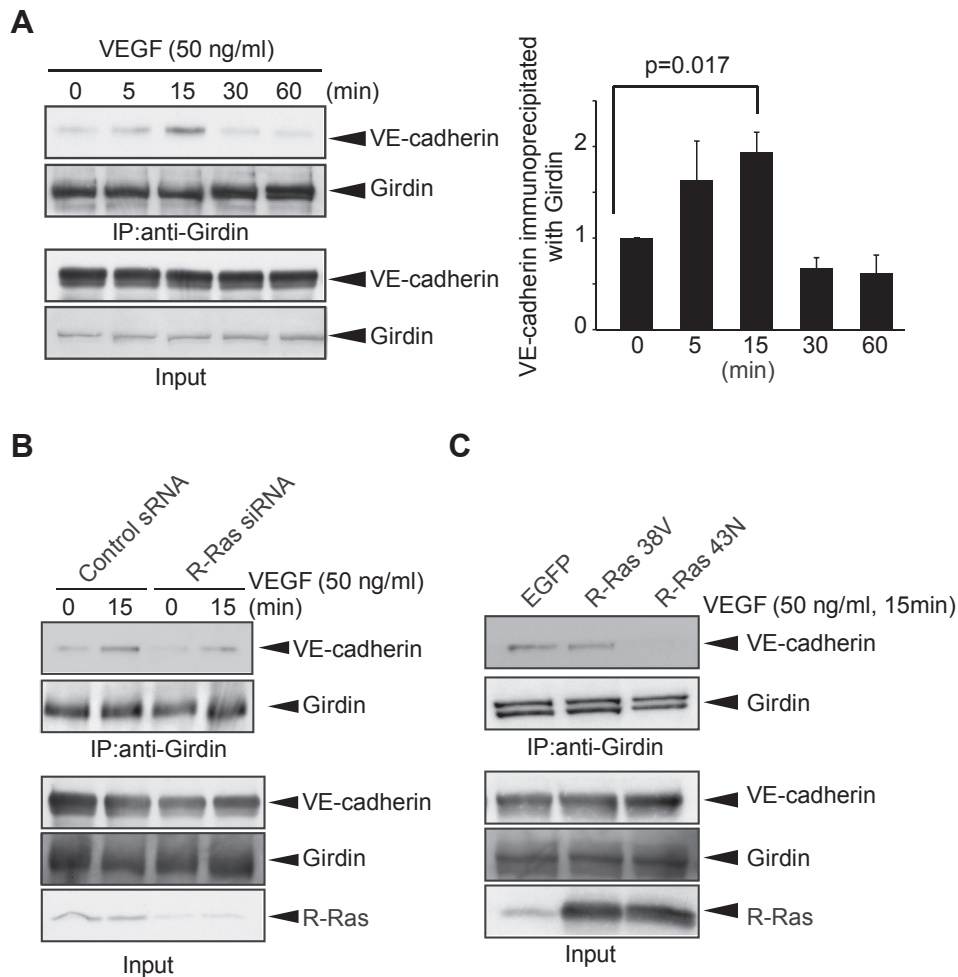 A
VEGF (50 ng/ml)
0 5 15 30 60 (min)
VE-cadherin
Girdin
IP:anti-Girdin
VE-cadherin
Girdin
Input
VE-cadherin immunoprecipitated
with Girdin
p=0.017
2
1
0
0 5 15 30 60
(min)
B
Control sRNA
R-Ras siRNA
VEGF (50 ng/ml)
0 15 0 15 (min)
VE-cadherin
Girdin
IP:anti-Girdin
VE-cadherin
Girdin
R-Ras
Input
C
EGFP
R-Ras 38V
R-Ras 43N
VEGF (50 ng/ml, 15min)
VE-cadherin
Girdin
IP:anti-Girdin
VE-cadherin
Girdin
R-Ras
Input